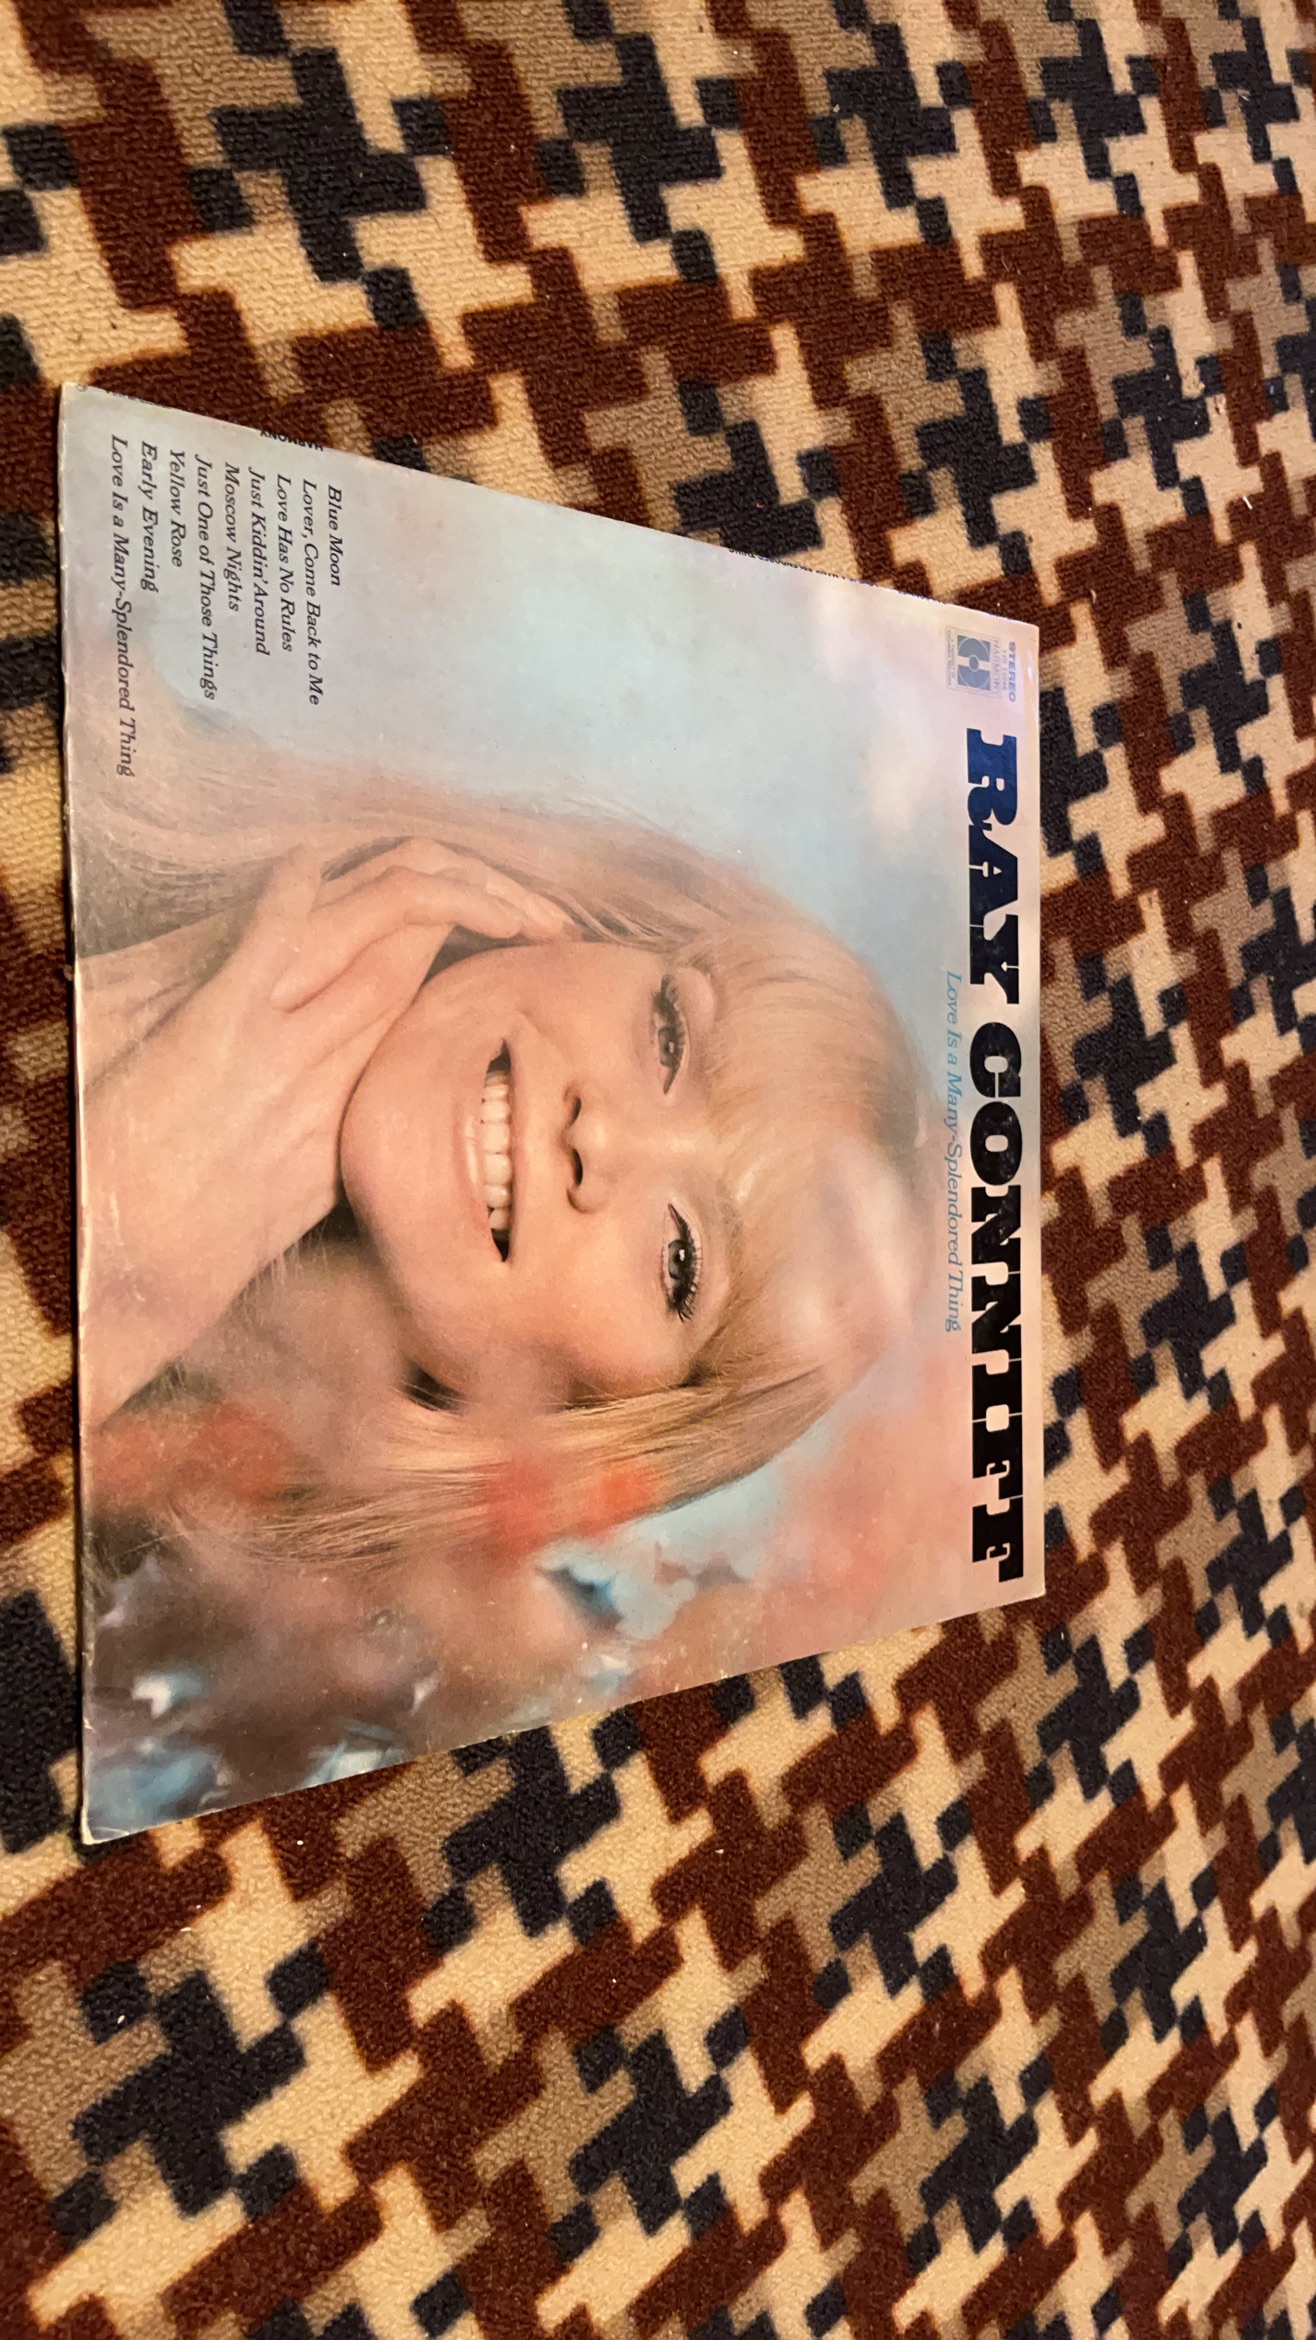 STEREO
HARMONY
RAY CONNIFF
Love Is a Many-Splendored Thing
Blue Moon
Lover, Come Back to Me
Love Has No Rules
Just Kiddin' Around
Moscow Nights
Just One of Those Things
Yellow Rose
Early Evening
Love Is a Many-Splendored Thing
HARMONY